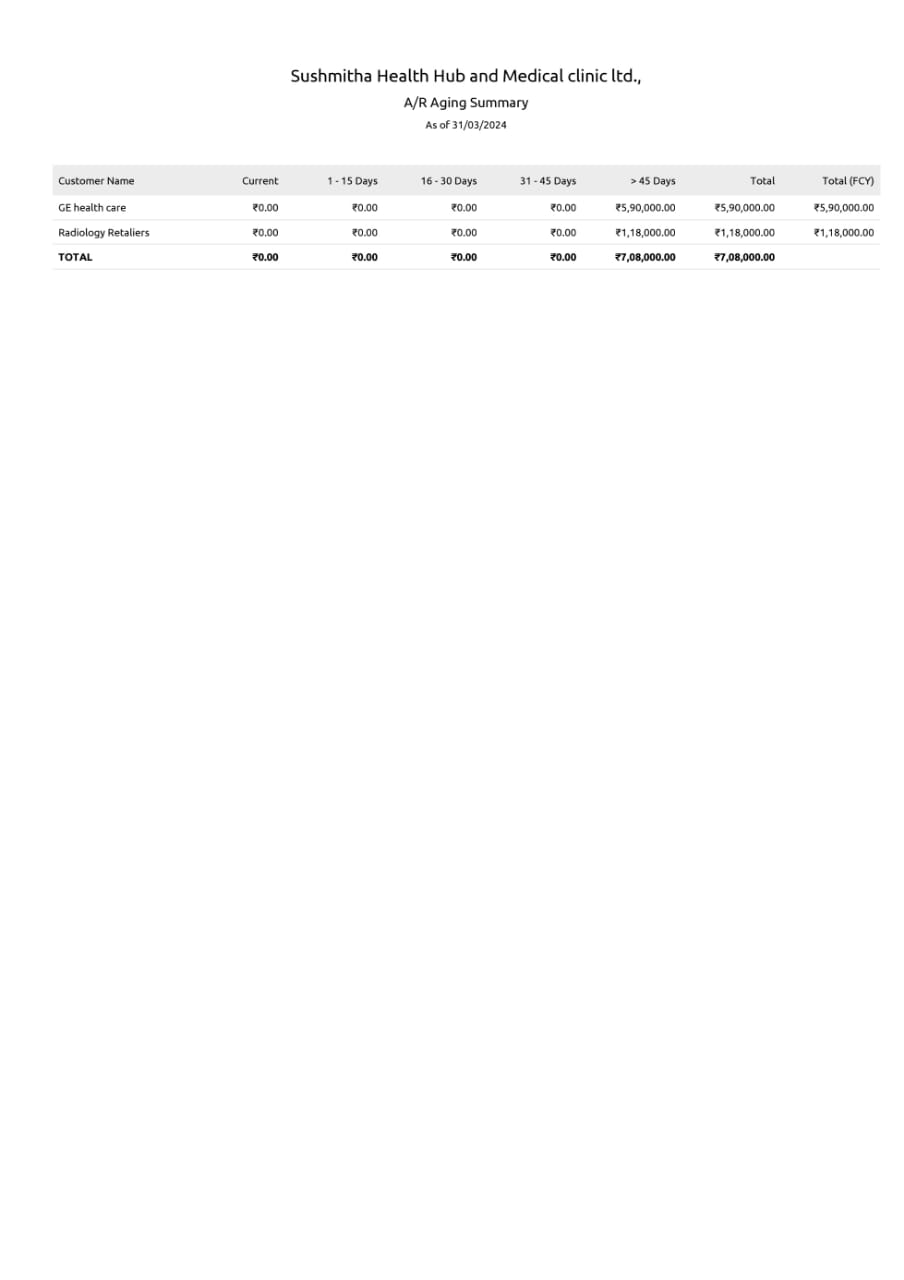 Sushmitha Health Hub and Medical clinic ltd.,
A/R Aging Summary
As of 31/03/2024
Customer Name Current 1 - 15 Days 16 - 30 Days 31 - 45 Days > 45 Days Total Total (FCY)
GE health care ₹0.00 ₹0.00 ₹0.00 ₹0.00 ₹5,90,000.00 ₹5,90,000.00 ₹5,90,000.00
Radiology Retaliers ₹0.00 ₹0.00 ₹0.00 ₹0.00 ₹1,18,000.00 ₹1,18,000.00 ₹1,18,000.00
TOTAL ₹0.00 ₹0.00 ₹0.00 ₹0.00 ₹7,08,000.00 ₹7,08,000.00